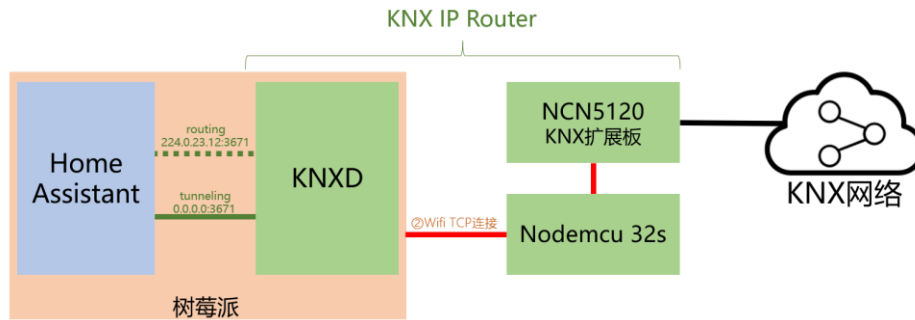 KNX IP Router
routing
224.0.23.12:3671
Home
Assistant
tunneling
0.0.0.0:3671
KNXD
②Wifi TCP连接
NCN5120
KNX扩展板
Nodemcu 32s
KNX网络
树莓派